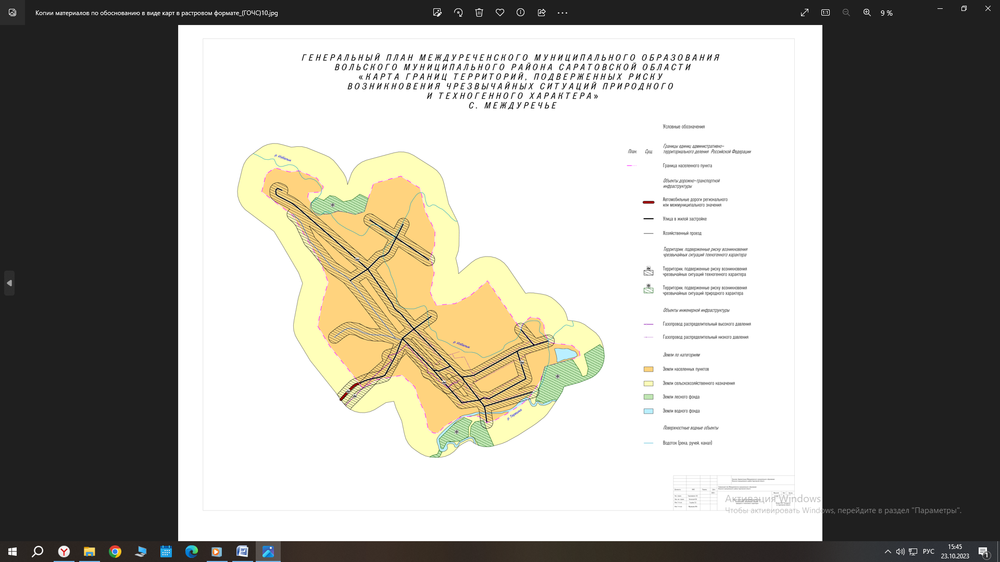 Копии материалов по обоснованию в виде карт в растровом формате_(ГОЧС)10.jpg
9 %
ГЕНЕРАЛЬНЫЙ ПЛАН МЕЖДУРЕЧЕНСКОГО МУНИЦИПАЛЬНОГО ОБРАЗОВАНИЯ
ВОЛЬСКОГО МУНИЦИПАЛЬНОГО РАЙОНА САРАТОВСКОЙ ОБЛАСТИ
«КАРТА ГРАНИЦ ТЕРРИТОРИЙ, ПОДВЕРЖЕННЫХ РИСКУ
ВОЗНИКНОВЕНИЯ ЧРЕЗВЫЧАЙНЫХ СИТУАЦИЙ ПРИРОДНОГО
И ТЕХНОГЕННОГО ХАРАКТЕРА»
С. МЕЖДУРЕЧЬЕ
Условные обозначения
План. Сущ.
Границы единиц административно-
территориального деления Российской Федерации
Граница населенного пункта
Объекты дорожно-транспортной
инфраструктуры
Автомобильные дороги регионального
или межмуниципального значения
Улица в жилой застройке
Хозяйственный проезд
Территории, подверженные риску возникновения
чрезвычайных ситуаций техногенного характера
Территории, подверженные риску возникновения
чрезвычайных ситуаций техногенного характера
Территории, подверженные риску возникновения
чрезвычайных ситуаций природного характера
Объекты инженерной инфраструктуры
Газопровод распределительный высокого давления
Газопровод распределительный низкого давления
Земли по категориям
Земли населенных пунктов
Земли сельскохозяйственного назначения
Земли лесного фонда
Земли водного фонда
Поверхностные водные объекты
Водоток (река, ручей, канал)
р. Избалык
р. Избалык
р. Терешка
Активация Windows
Чтобы активировать Windows, перейдите в раздел "Параметры".
РУС
15:45
23.10.2023
1